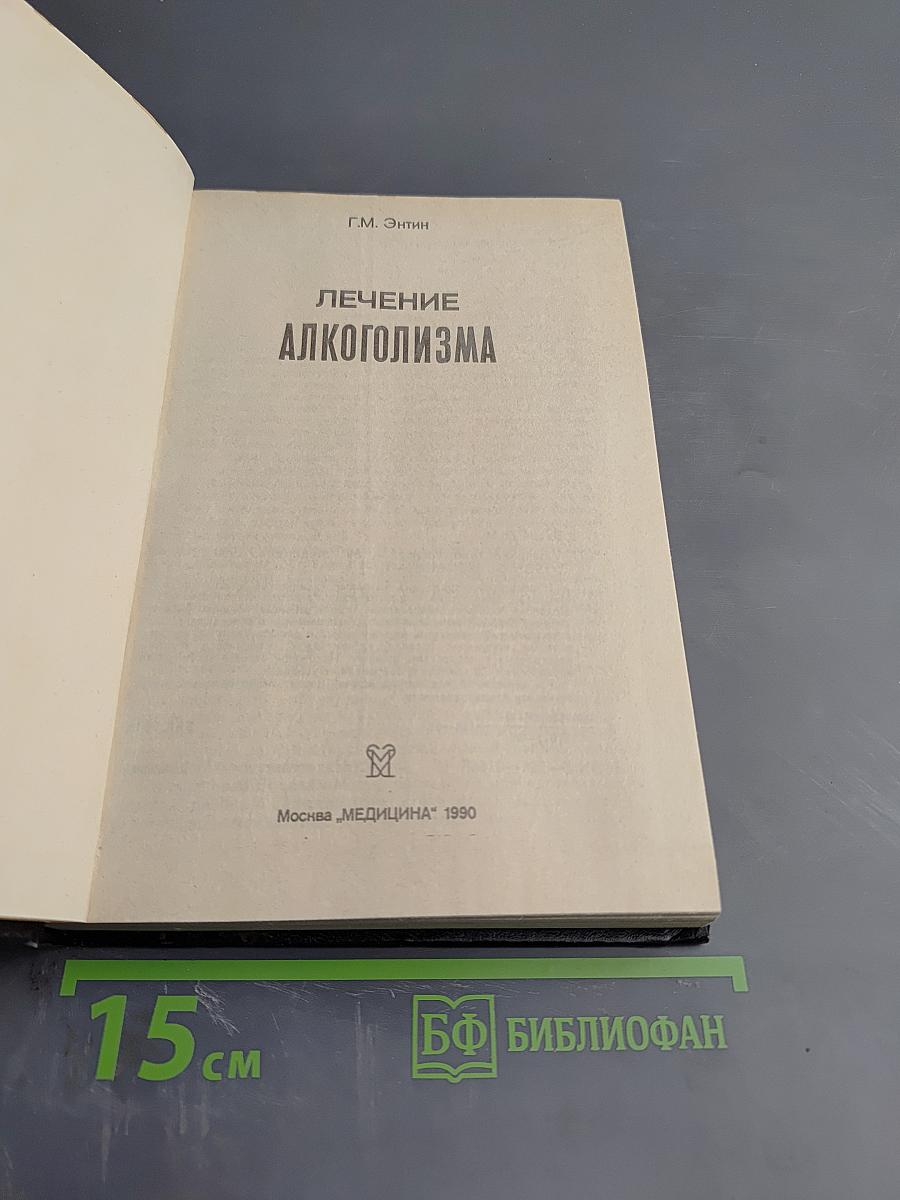 Г.М. Энтин
ЛЕЧЕНИЕ
АЛКОГОЛИЗМА
Москва „МЕДИЦИНА“ 1990
15 см
БФ БИБЛИОФАН